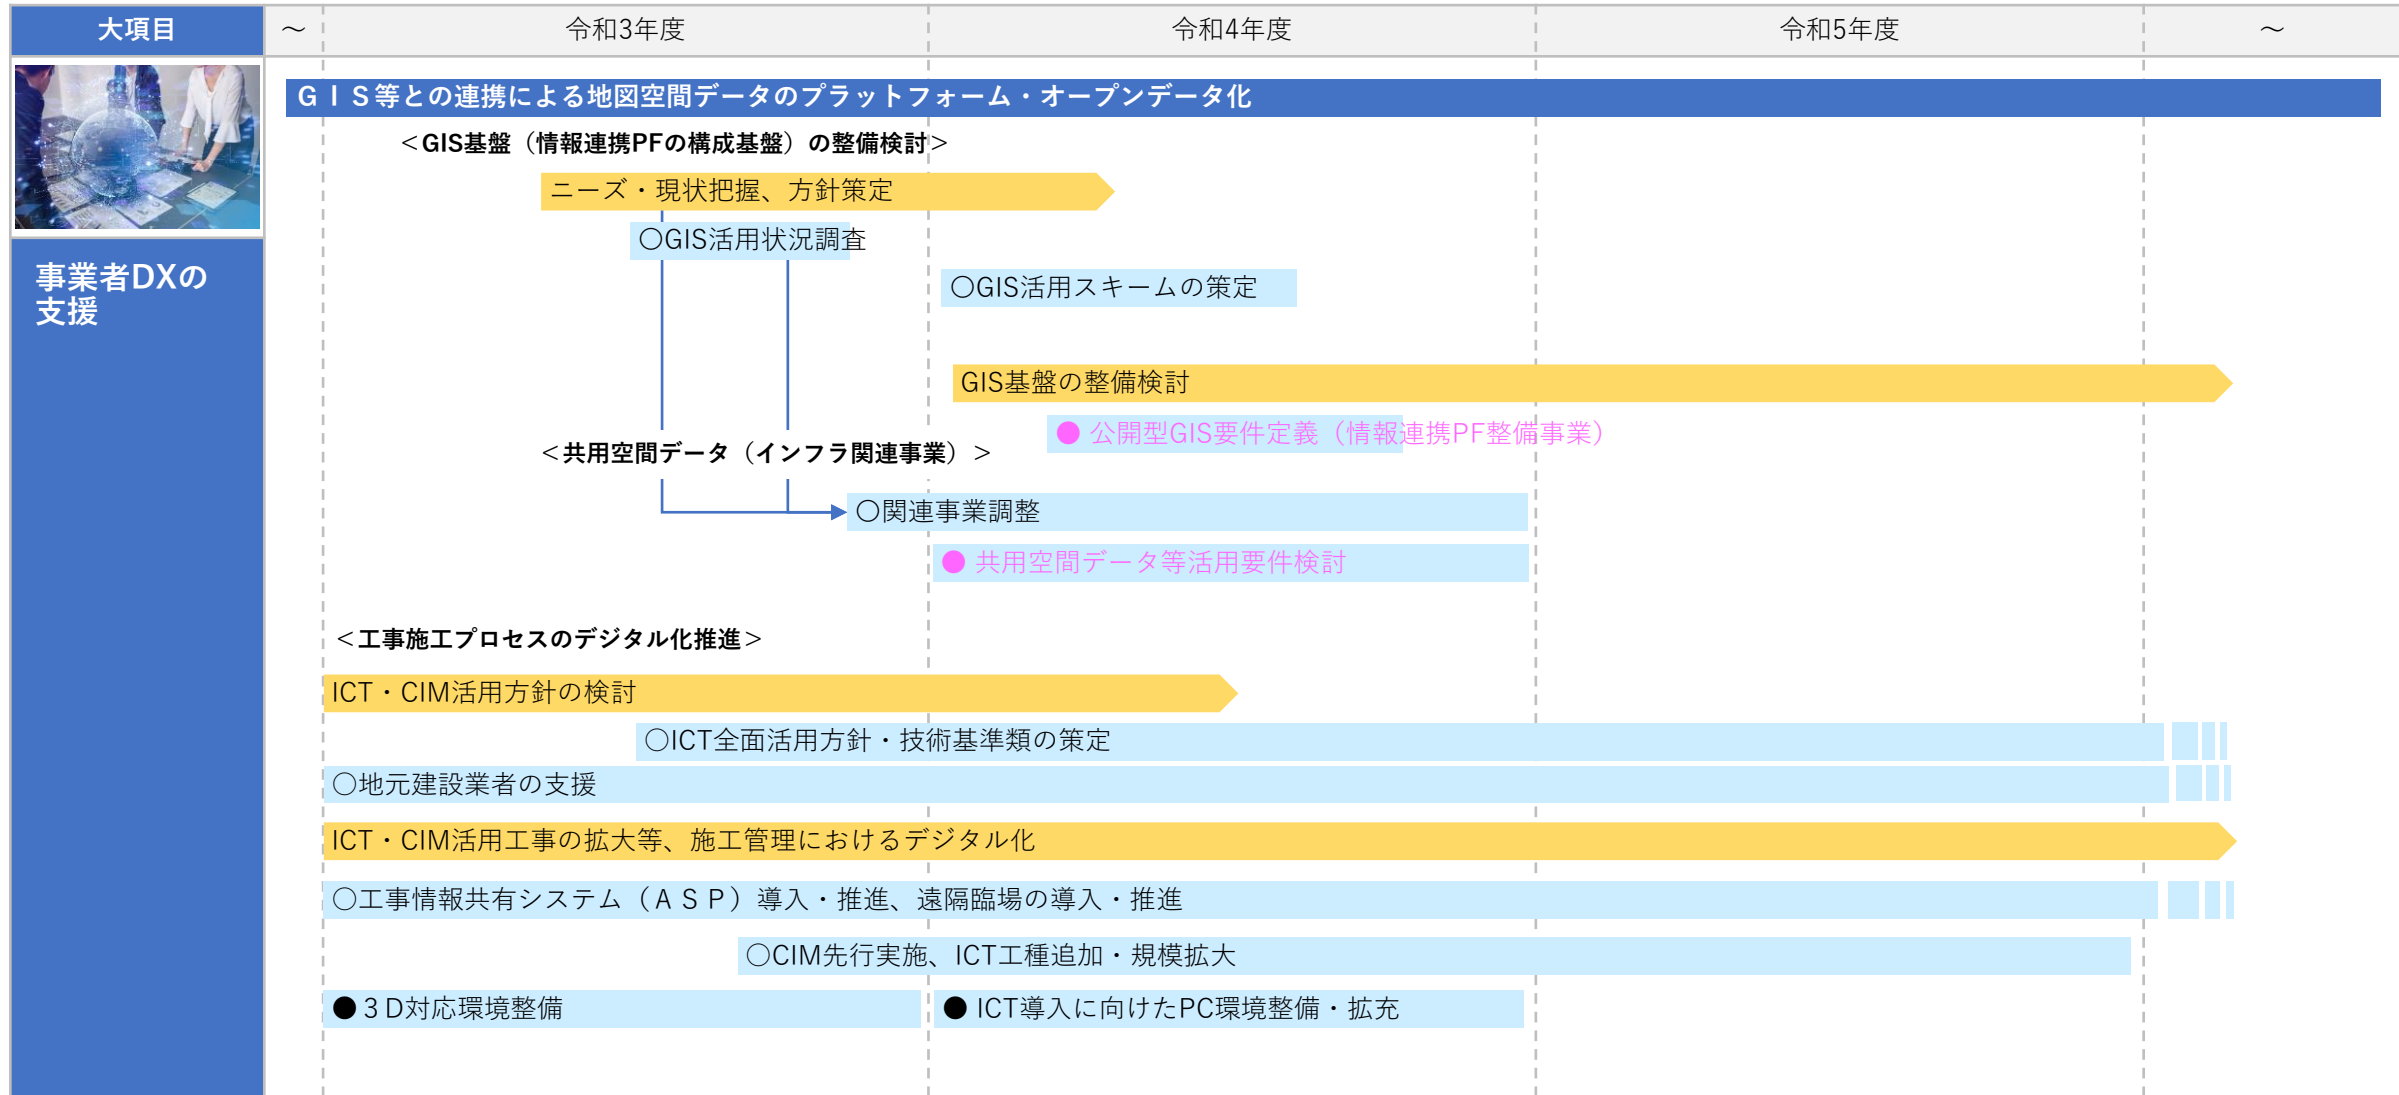 大項目
～
令和3年度
令和4年度
令和5年度
～
ＧＩＳ等との連携による地図空間データのプラットフォーム・オープンデータ化
＜GIS基盤（情報連携PFの構成基盤）の整備検討＞
ニーズ・現状把握、方針策定
○GIS活用状況調査
事業者DXの
支援
○GIS活用スキームの策定
GIS基盤の整備検討
● 公開型GIS要件定義（情報連携PF整備事業）
＜共用空間データ（インフラ関連事業）＞
○関連事業調整
● 共用空間データ等活用要件検討
＜工事施工プロセスのデジタル化推進＞
ICT・CIM活用方針の検討
○ICT全面活用方針・技術基準類の策定
○地元建設業者の支援
ICT・CIM活用工事の拡大等、施工管理におけるデジタル化
○工事情報共有システム（ＡＳＰ）導入・推進、遠隔臨場の導入・推進
○CIM先行実施、ICT工種追加・規模拡大
●３D対応環境整備
● ICT導入に向けたPC環境整備・拡充